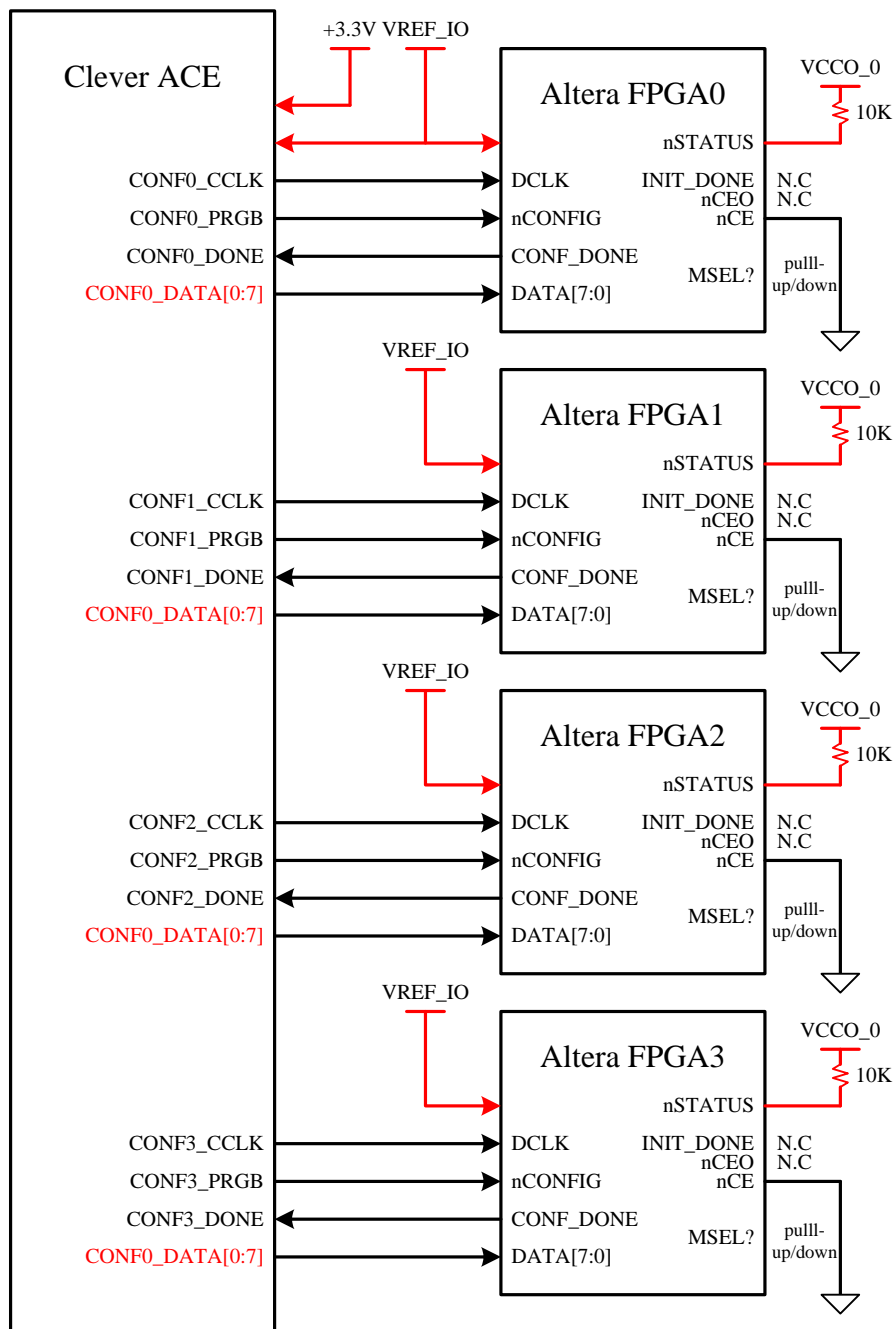 +3.3V VREF_IO
Clever ACE
Altera FPGA0
VCCO_0
10K
nSTATUS
CONF0_CCLK
DCLK
INIT_DONE N.C
nCEO N.C
CONF0_PRGB
nCONFIG
nCE
CONF0_DONE
CONF_DONE
MSEL?
pulll-
up/down
CONF0_DATA[0:7]
DATA[7:0]
VREF_IO
Altera FPGA1
VCCO_0
10K
nSTATUS
CONF1_CCLK
DCLK
INIT_DONE N.C
nCEO N.C
CONF1_PRGB
nCONFIG
nCE
CONF1_DONE
CONF_DONE
MSEL?
pulll-
up/down
CONF0_DATA[0:7]
DATA[7:0]
VREF_IO
Altera FPGA2
VCCO_0
10K
nSTATUS
CONF2_CCLK
DCLK
INIT_DONE N.C
nCEO N.C
CONF2_PRGB
nCONFIG
nCE
CONF2_DONE
CONF_DONE
MSEL?
pulll-
up/down
CONF0_DATA[0:7]
DATA[7:0]
VREF_IO
Altera FPGA3
VCCO_0
10K
nSTATUS
CONF3_CCLK
DCLK
INIT_DONE N.C
nCEO N.C
CONF3_PRGB
nCONFIG
nCE
CONF3_DONE
CONF_DONE
MSEL?
pulll-
up/down
CONF0_DATA[0:7]
DATA[7:0]